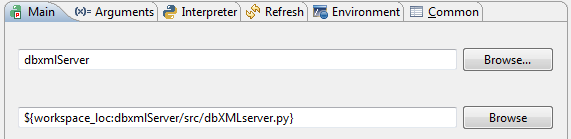 Main (x)= Arguments Interpreter Refresh Environment Common
dbxmlServer Browse...
${workspace_loc:dbxmlServer/src/dbXMLserver.py} Browse